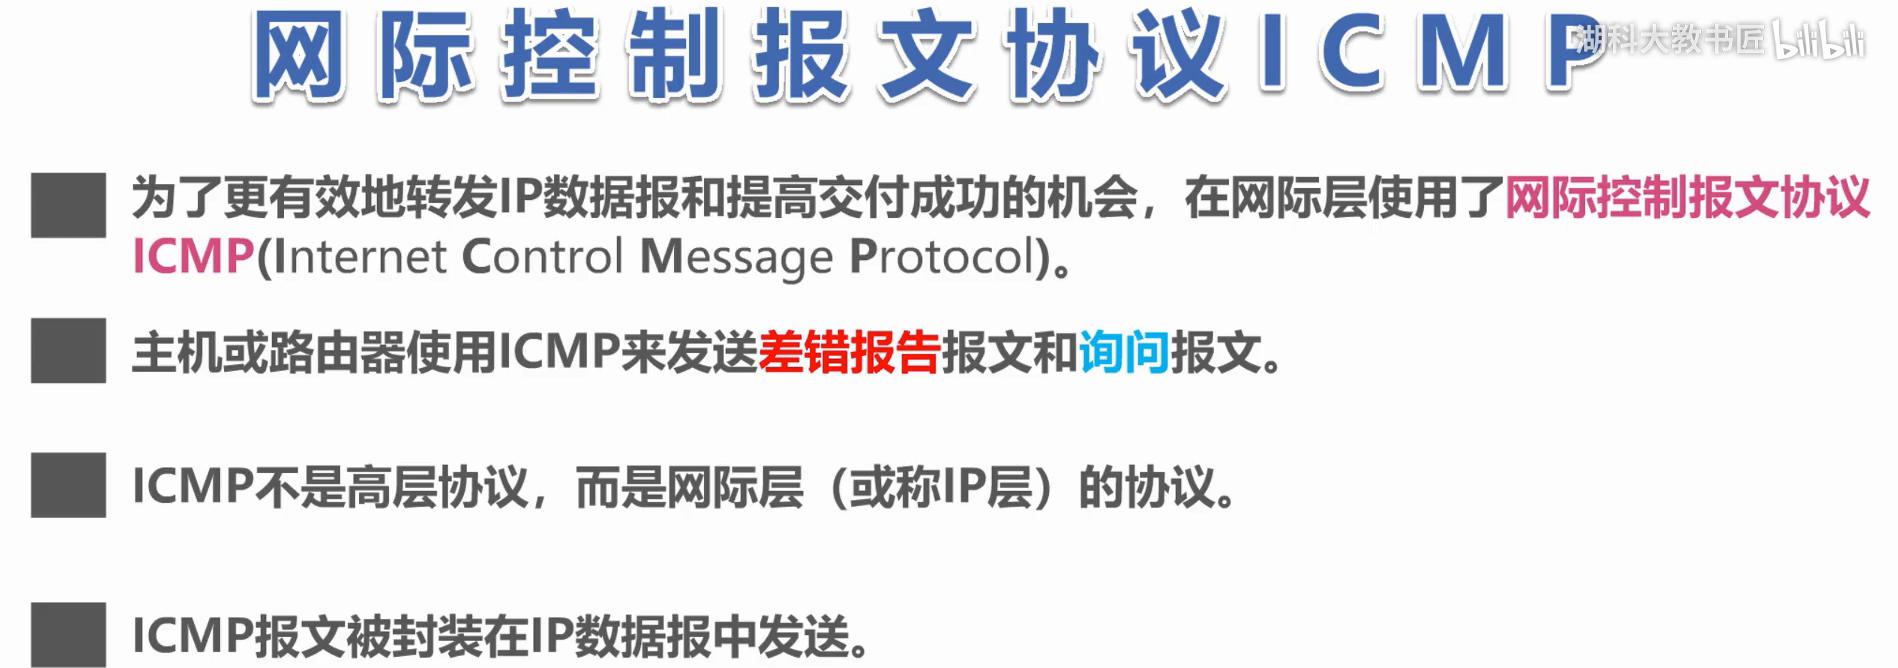 网际控制报文协议ICMP
湖科大教书匠 bilibili
为了更有效地转发IP数据报和提高交付成功的机会，在网际层使用了网际控制报文协议
ICMP(Internet Control Message Protocol)。
主机或路由器使用ICMP来发送差错报告报文和询问报文。
ICMP不是高层协议，而是网际层（或称IP层）的协议。
ICMP报文被封装在IP数据报中发送。